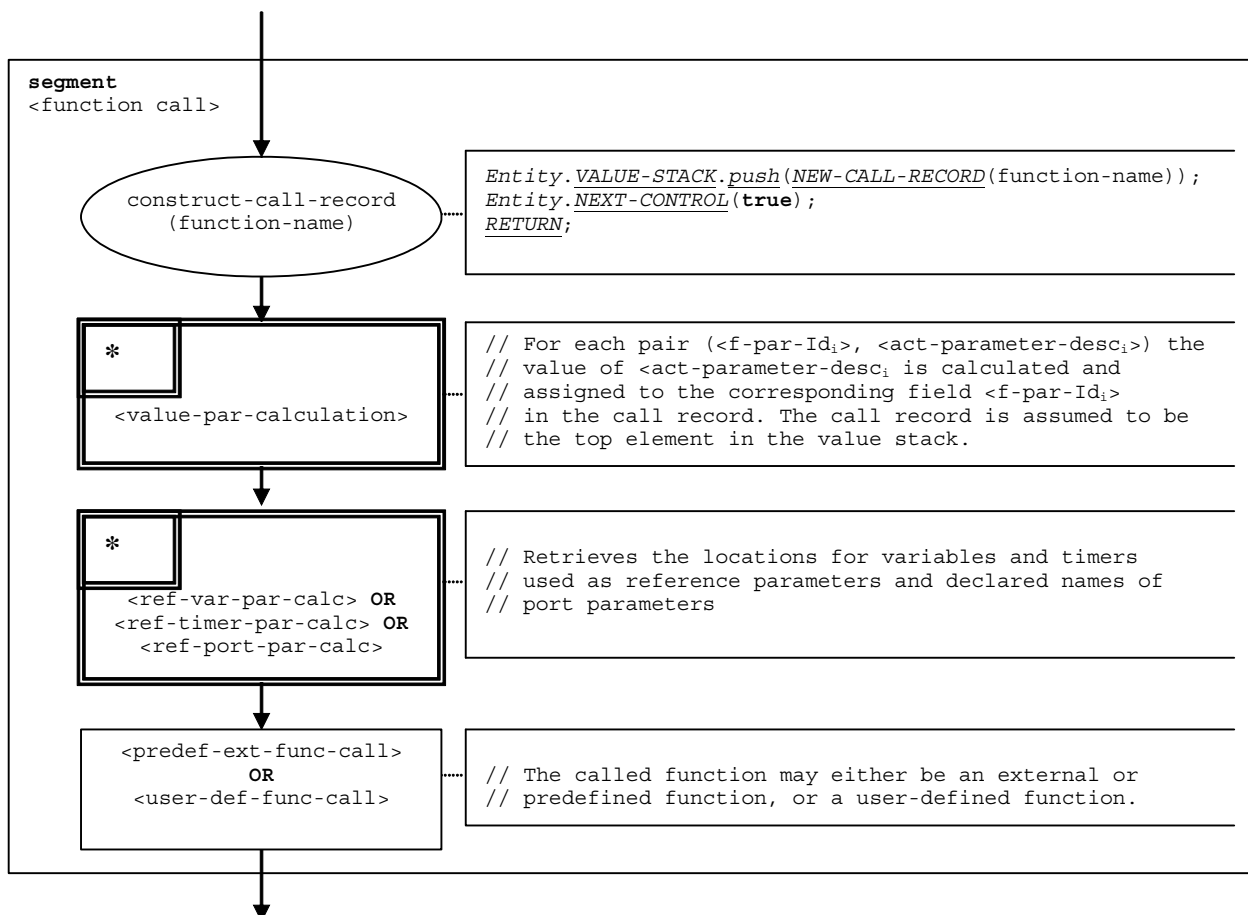 segment
<function call>
construct-call-record
(function-name)
Entity.VALUE-STACK.push(NEW-CALL-RECORD(function-name));
Entity.NEXT-CONTROL(true);
RETURN;
*
<value-par-calculation>
// For each pair (<f-par-Idi>, <act-parameter-desci>) the
// value of <act-parameter-desci is calculated and
// assigned to the corresponding field <f-par-Idi>
// in the call record. The call record is assumed to be
// the top element in the value stack.
*
<ref-var-par-calc> OR
<ref-timer-par-calc> OR
<ref-port-par-calc>
// Retrieves the locations for variables and timers
// used as reference parameters and declared names of
// port parameters
<predef-ext-func-call>
OR
<user-def-func-call>
// The called function may either be an external or
// predefined function, or a user-defined function.